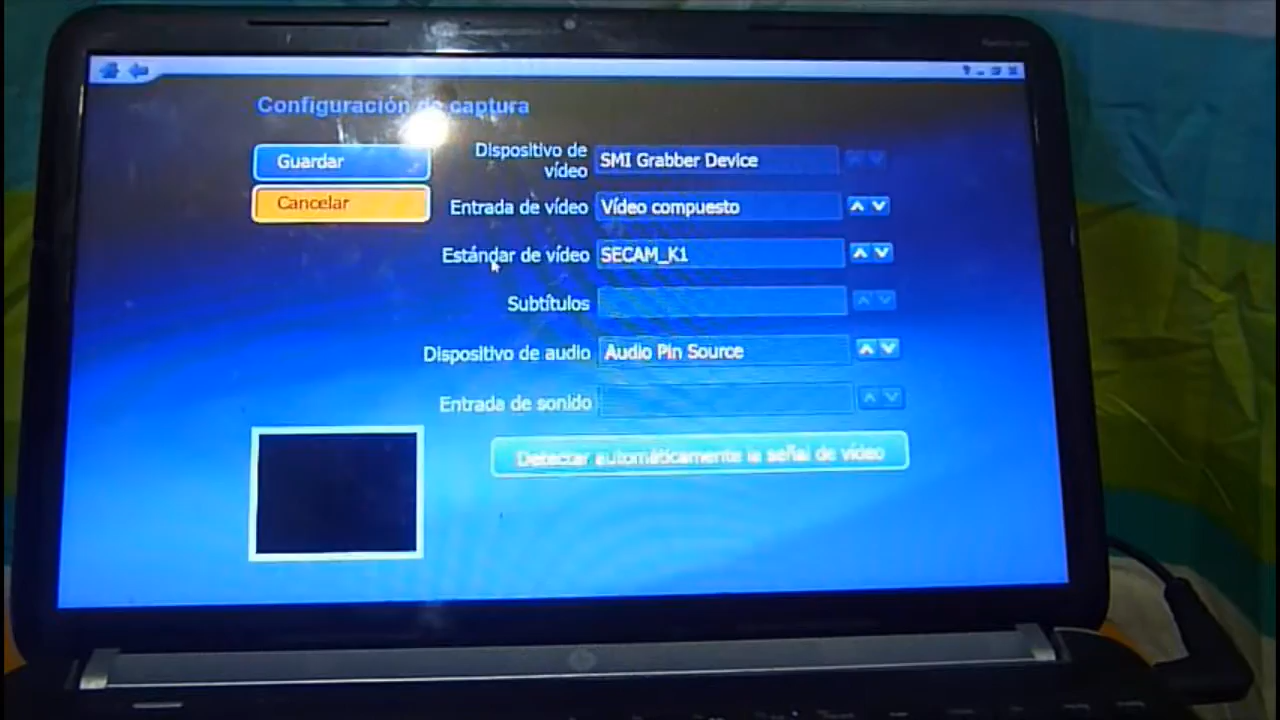 Configuración de captura
Guardar
Cancelar
Dispositivo de
vídeo
SMI Grabber Device
Entrada de vídeo
Vídeo compuesto
Estándar de vídeo
SECAM_K1
Subtítulos
Dispositivo de audio
Audio Pin Source
Entrada de sonido
Detectar automáticamente la señal de vídeo